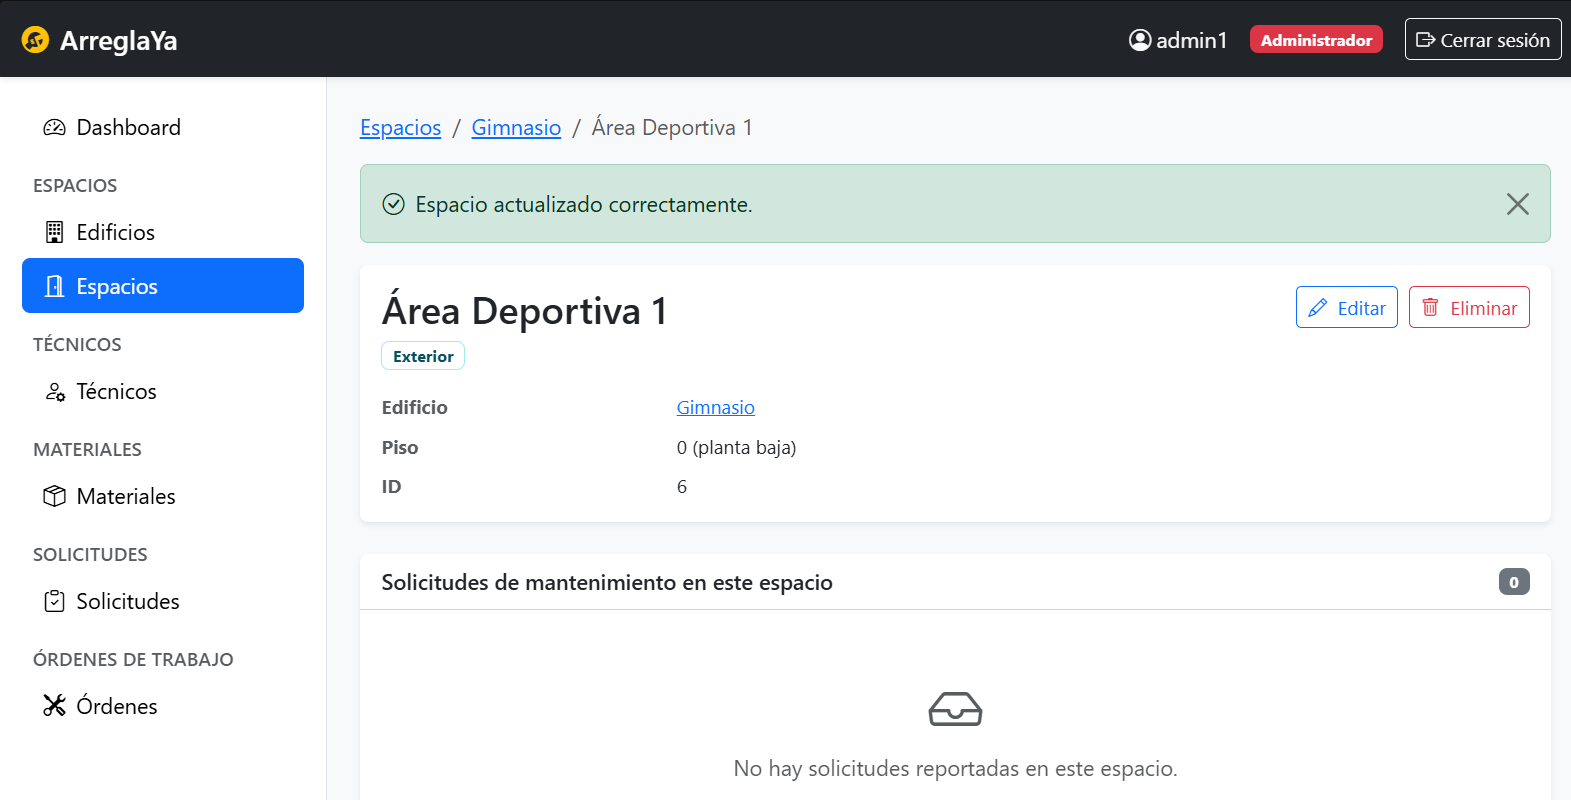 ArreglaYa
admin1
Administrador
Cerrar sesión
Dashboard
ESPACIOS
Edificios
Espacios
TÉCNICOS
Técnicos
MATERIALES
Materiales
SOLICITUDES
Solicitudes
ÓRDENES DE TRABAJO
Órdenes
Espacios / Gimnasio / Área Deportiva 1
Espacio actualizado correctamente.
Área Deportiva 1
Editar
Eliminar
Exterior
Edificio Gimnasio
Piso 0 (planta baja)
ID 6
Solicitudes de mantenimiento en este espacio 0
No hay solicitudes reportadas en este espacio.